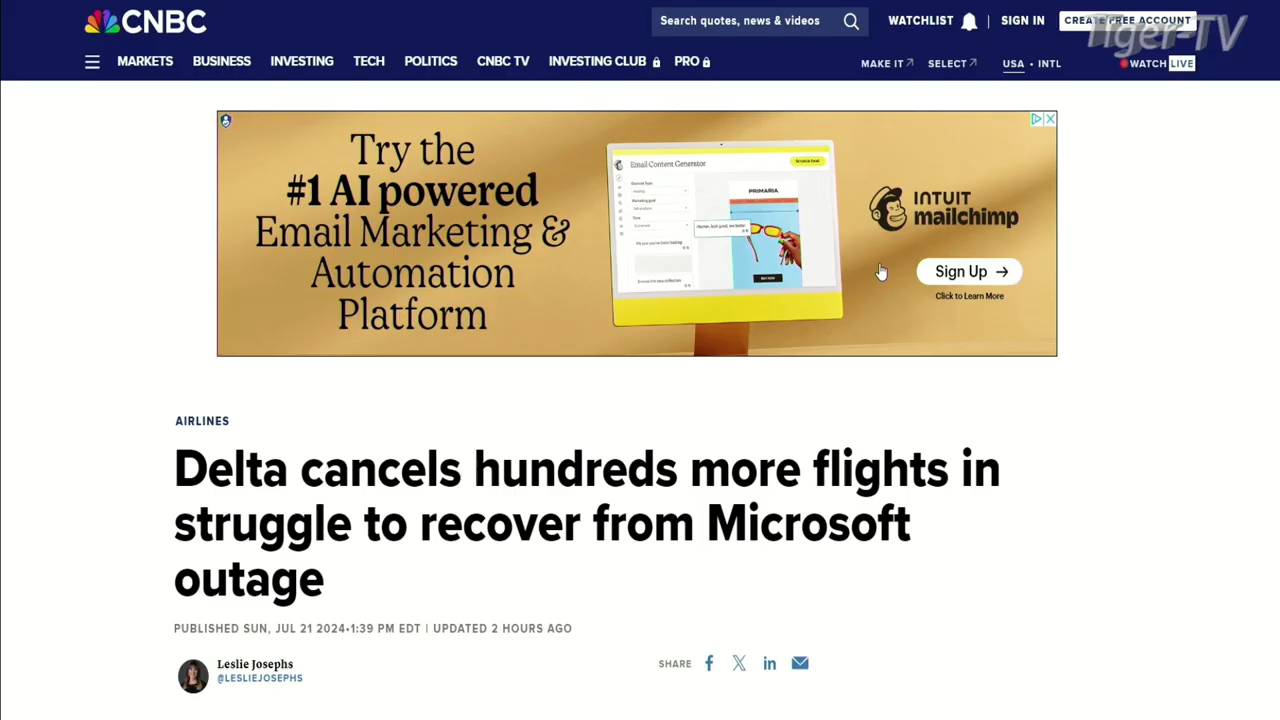 CNBC
Search quotes, news & videos
WATCHLIST
SIGN IN
CREATE FREE ACCOUNT
Tiger-TV
MARKETS BUSINESS INVESTING TECH POLITICS CNBC TV INVESTING CLUB PRO
MAKE IT SELECT USA • INTL WATCH LIVE
Try the
#1 AI powered
Email Marketing &
Automation
Platform
Email Content Generator
PRIMARIA
INTUIT
mailchimp
Sign Up →
Click to Learn More
AIRLINES
Delta cancels hundreds more flights in
struggle to recover from Microsoft
outage
PUBLISHED SUN, JUL 21 2024•1:39 PM EDT | UPDATED 2 HOURS AGO
Leslie Josephs
@LESLIEJOSEPHS
SHARE